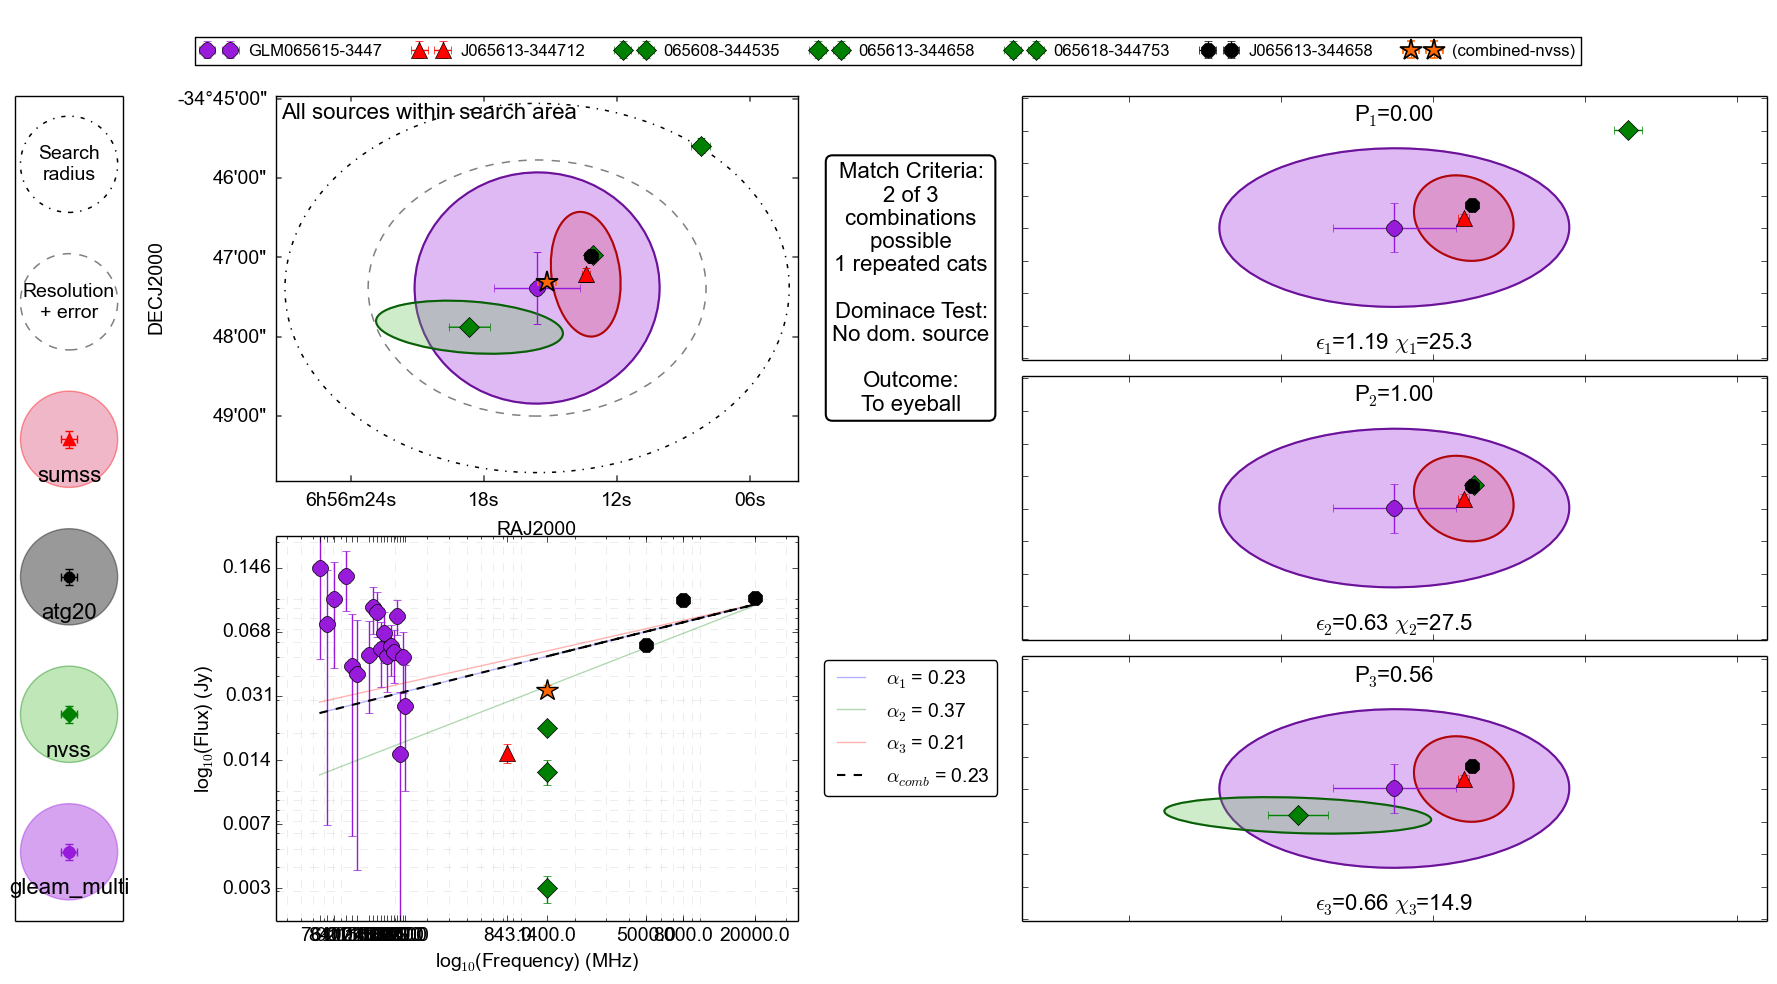 GLM065615-3447 J065613-344712 065608-344535 065613-344658 065618-344753 J065613-344658 (combined-nvss)
Search
radius
Resolution
+ error
sumss
atg20
nvss
gleam_multi
All sources within search area
DECJ2000
-34°45'00"
46'00"
47'00"
48'00"
49'00"
6h56m24s 18s 12s 06s
RAJ2000
Match Criteria:
2 of 3
combinations
possible
1 repeated cats
Dominace Test:
No dom. source
Outcome:
To eyeball
P1=0.00
ϵ1=1.19 χ1=25.3
P2=1.00
ϵ2=0.63 χ2=27.5
P3=0.56
ϵ3=0.66 χ3=14.9
log10(Flux) (Jy)
0.146
0.068
0.031
0.014
0.007
0.003
843.0 1400.0 5000.0 8000.0 20000.0
log10(Frequency) (MHz)
α1 = 0.23
α2 = 0.37
α3 = 0.21
αcomb = 0.23